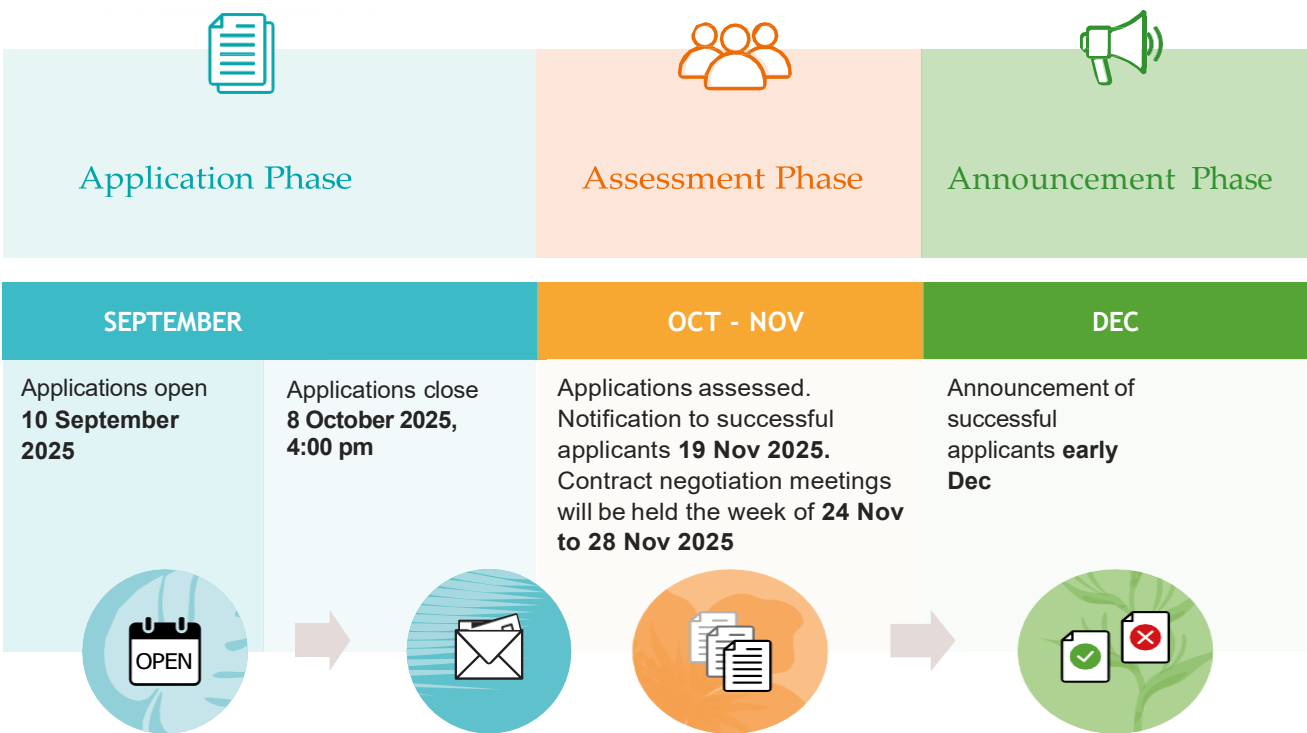 Application Phase
Assessment Phase
Announcement Phase
SEPTEMBER
OCT - NOV
DEC
Applications open
10 September
2025
Applications close
8 October 2025,
4:00 pm
Applications assessed.
Notification to successful
applicants 19 Nov 2025.
Contract negotiation meetings
will be held the week of 24 Nov
to 28 Nov 2025
Announcement of
successful
applicants early
Dec
OPEN